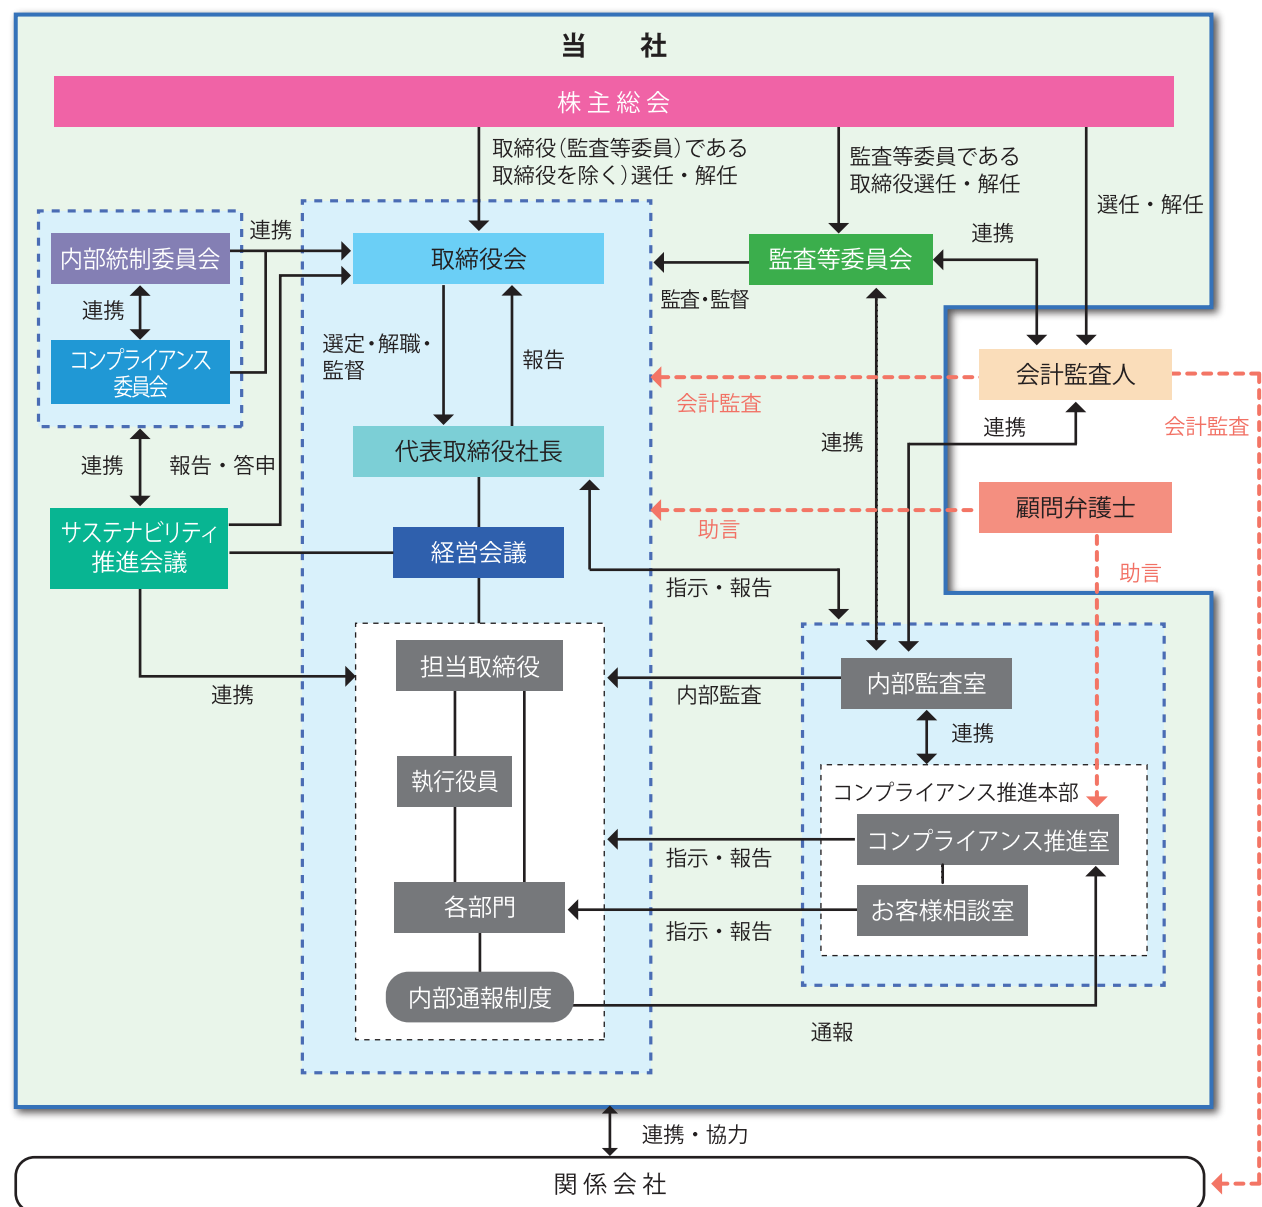 当　社
株主総会
取締役（監査等委員）である
取締役を除く）選任・解任
監査等委員である
取締役選任・解任
選任・解任
連携
内部統制委員会
連携
コンプライアンス
委員会
取締役会
監査等委員会
連携
監査・監督
選定・解職・
監督
報告
会計監査
会計監査人
会計監査
代表取締役社長
連携
連携
連携
報告・答申
サステナビリティ
推進会議
経営会議
助言
顧問弁護士
助言
指示・報告
担当取締役
連携
内部監査
内部監査室
連携
執行役員
コンプライアンス推進本部
コンプライアンス推進室
指示・報告
各部門
お客様相談室
指示・報告
内部通報制度
通報
連携・協力
関係会社